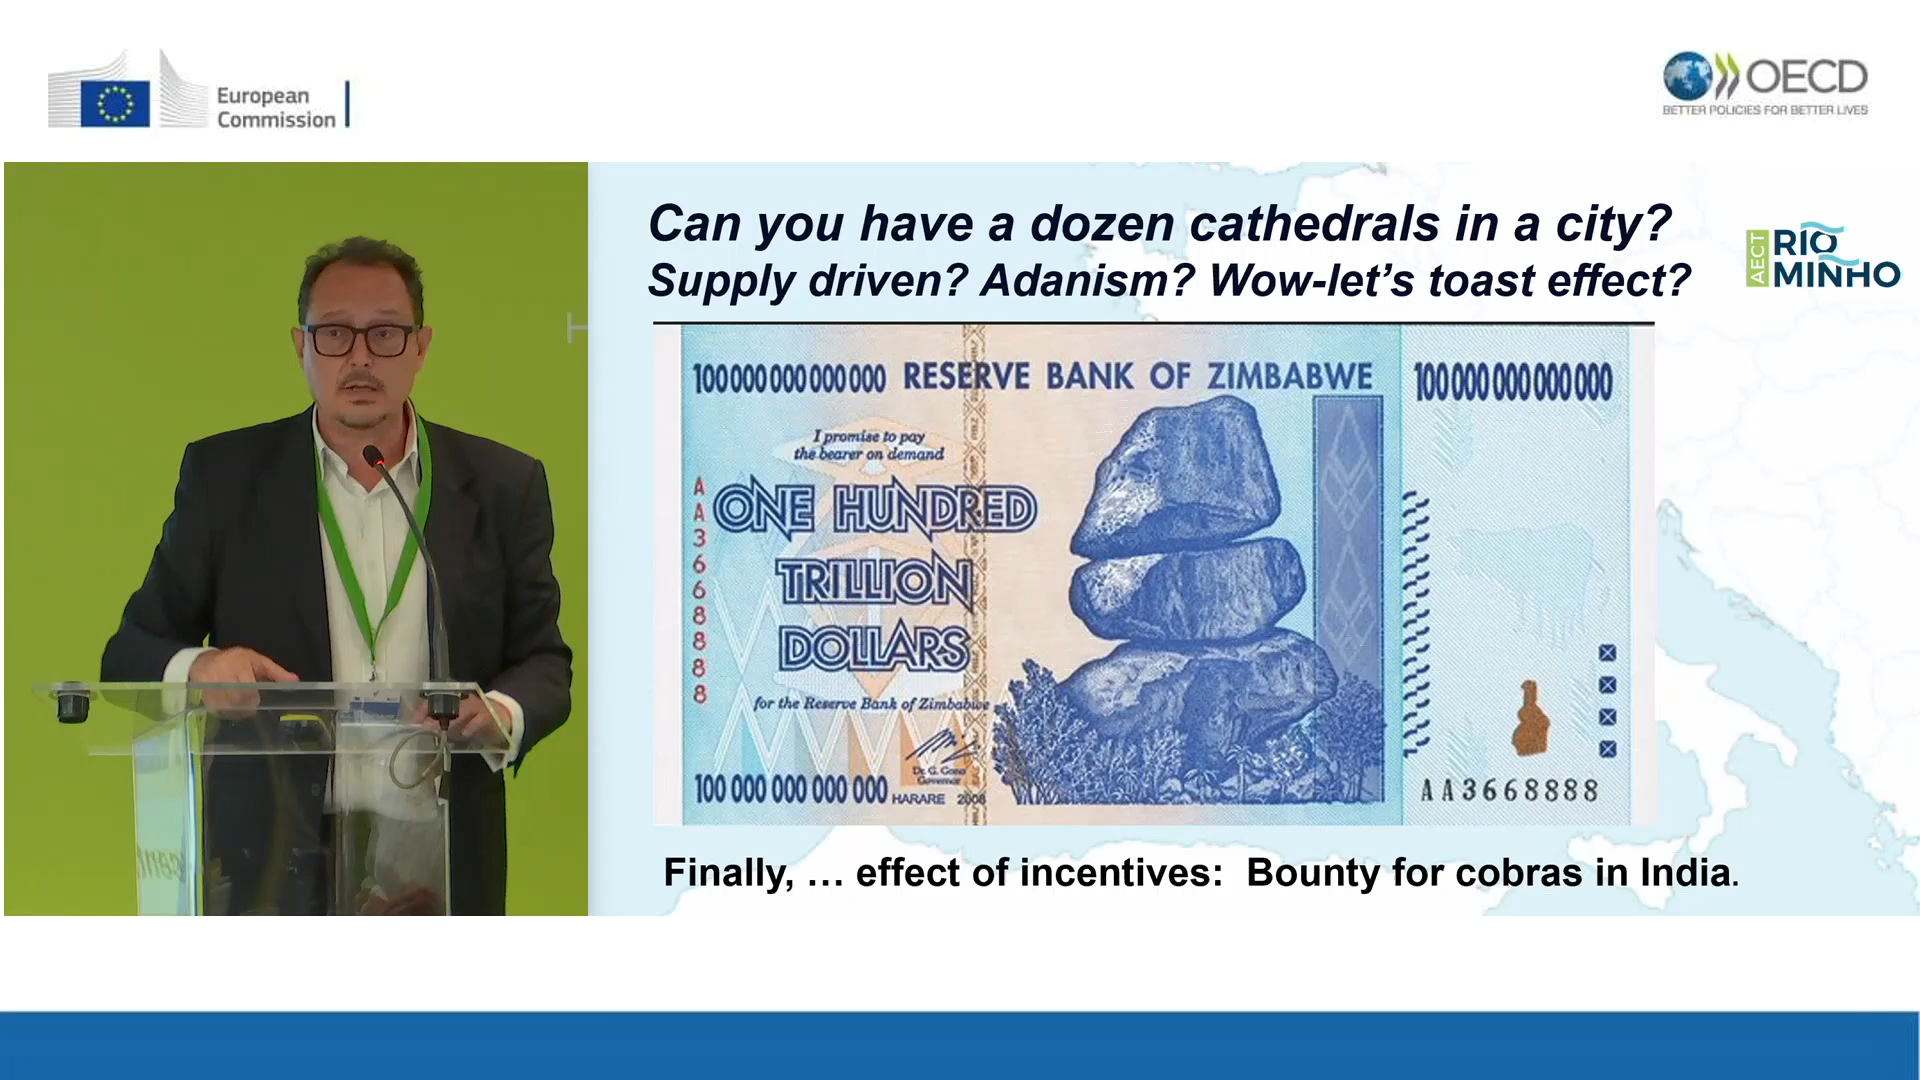 European
Commission
OECD
BETTER POLICIES FOR BETTER LIVES
Can you have a dozen cathedrals in a city?
Supply driven? Adanism? Wow-let’s toast effect?
AECT
RIO
MINHO
100 000 000 000 000
RESERVE BANK OF ZIMBABWE
100 000 000 000 000
I promise to pay
the bearer on demand
ONE HUNDRED
TRILLION
DOLLARS
AA3668888
for the Reserve Bank of Zimbabwe
Dr. G. Gono
Governor
100 000 000 000 000
HARARE 2008
AA3668888
Finally, … effect of incentives: Bounty for cobras in India.